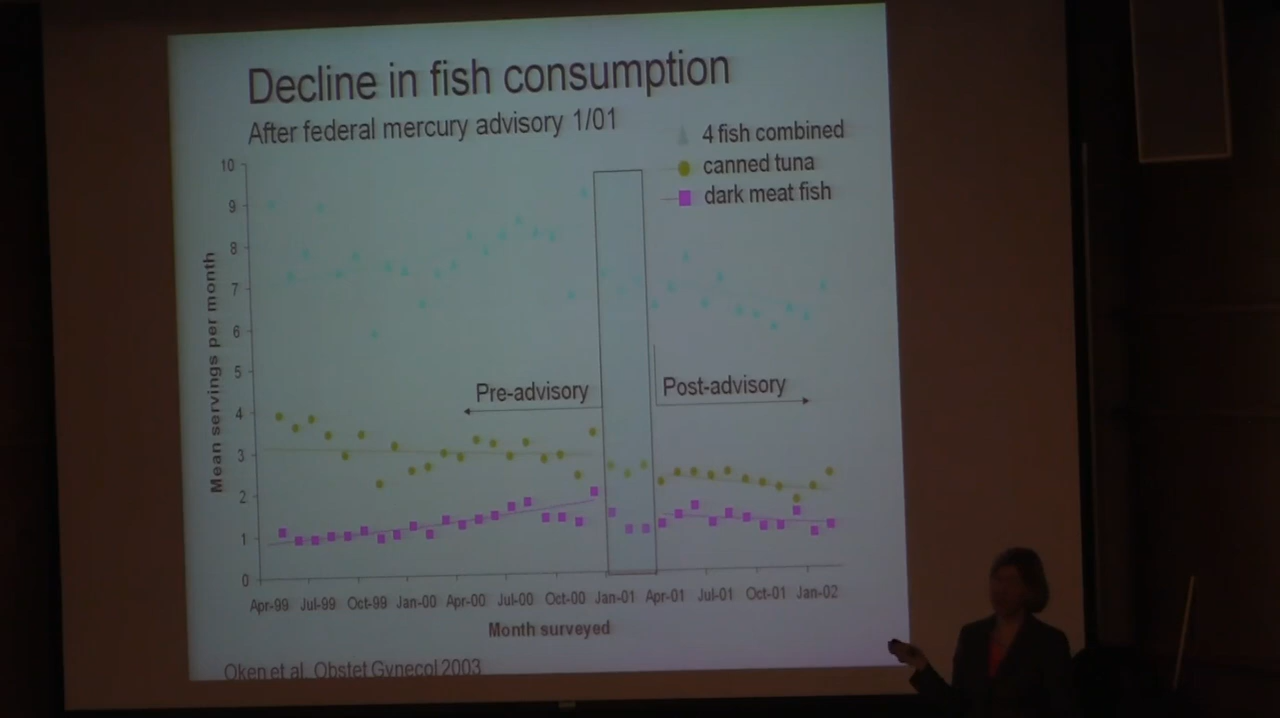 Decline in fish consumption
After federal mercury advisory 1/01
4 fish combined
canned tuna
dark meat fish
Mean servings per month
10
9
8
7
6
5
4
3
2
1
0
Pre-advisory
Post-advisory
Apr-99 Jul-99 Oct-99 Jan-00 Apr-00 Jul-00 Oct-00 Jan-01 Apr-01 Jul-01 Oct-01 Jan-02
Month surveyed
Oken et al Obstet Gynecol 2003